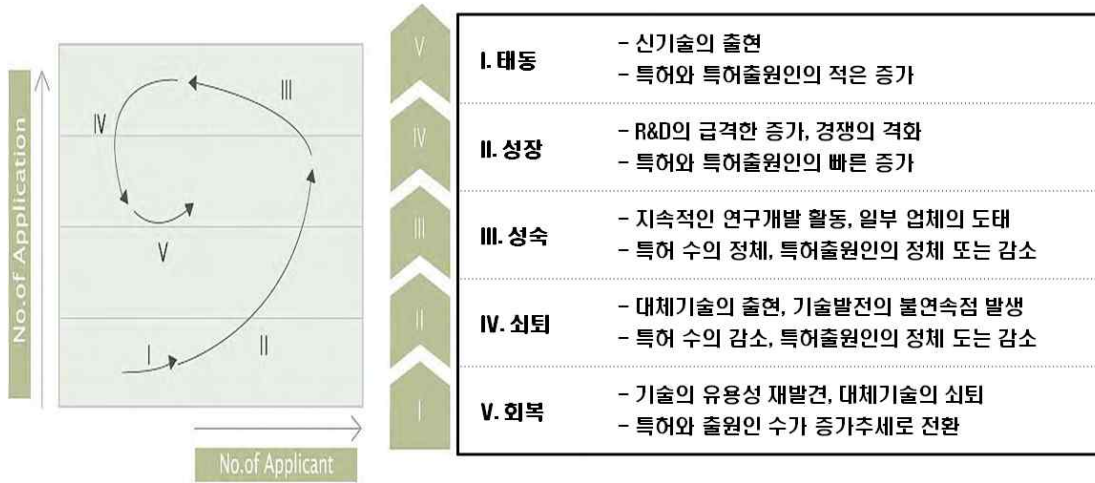 No.of Application
No.of Applicant
I
II
III
IV
V
V
IV
III
II
I
I. 태동
- 신기술의 출현
- 특허와 특허출원인의 적은 증가
II. 성장
- R&D의 급격한 증가, 경쟁의 격화
- 특허와 특허출원인의 빠른 증가
III. 성숙
- 지속적인 연구개발 활동, 일부 업체의 도태
- 특허 수의 정체, 특허출원인의 정체 또는 감소
IV. 쇠퇴
- 대체기술의 출현, 기술발전의 불연속점 발생
- 특허 수의 감소, 특허출원인의 정체 도는 감소
V. 회복
- 기술의 유용성 재발견, 대체기술의 쇠퇴
- 특허와 출원인 수가 증가추세로 전환